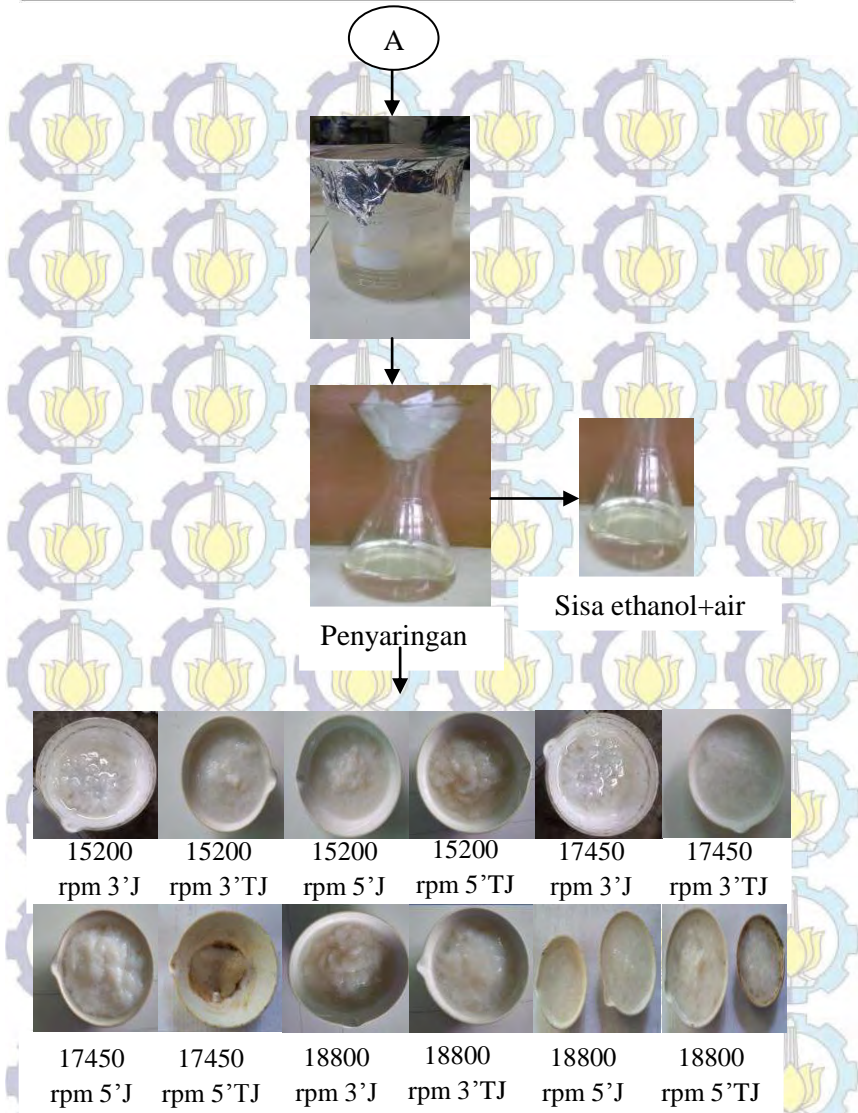 A
Sisa ethanol+air
Penyaringan
15200 15200 15200 15200 17450 17450
rpm 3’J rpm 3’TJ rpm 5’J rpm 5’TJ rpm 3’J rpm 3’TJ
17450 17450 18800 18800 18800 18800
rpm 5’J rpm 5’TJ rpm 3’J rpm 3’TJ rpm 5’J rpm 5’TJ